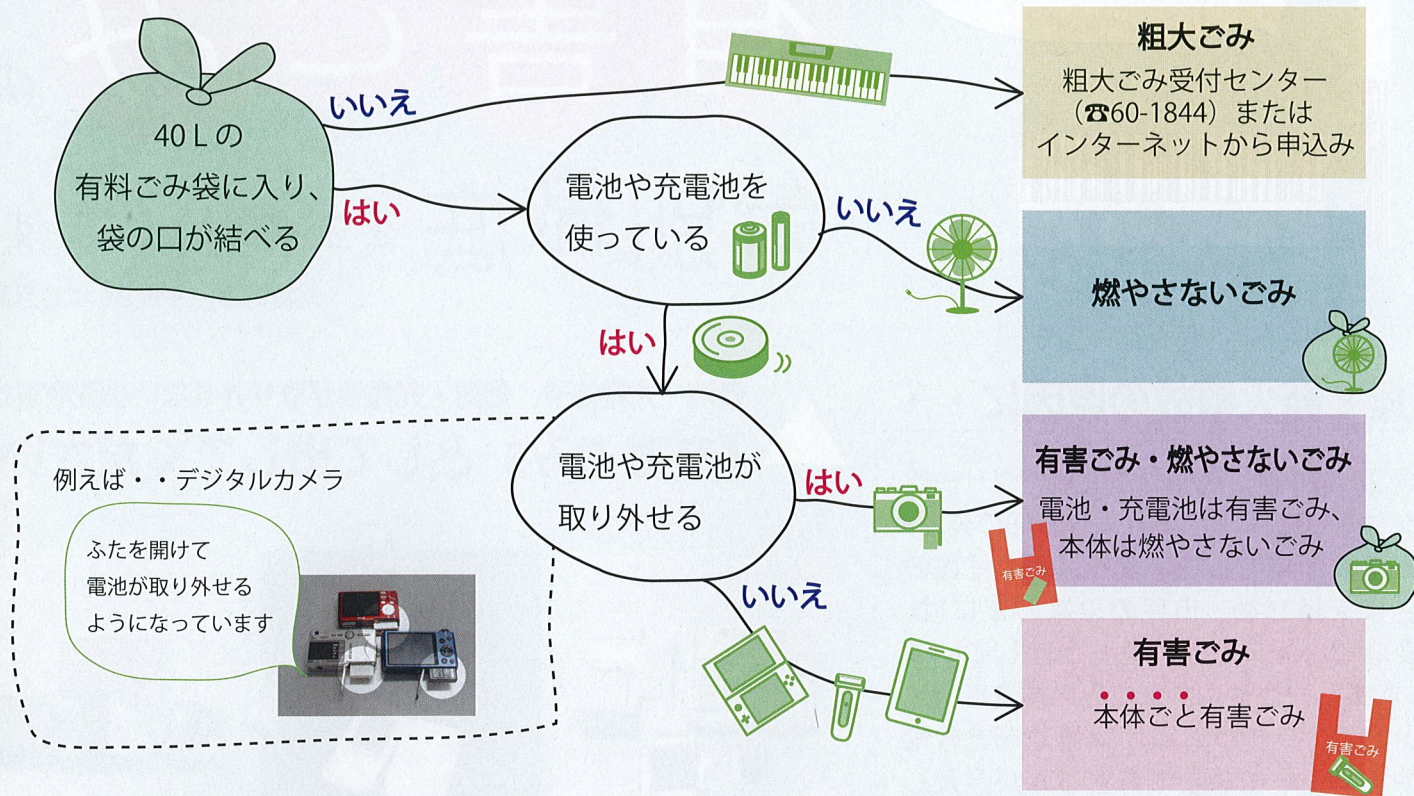 40Lの
有料ごみ袋に入り、
袋の口が結べる
いいえ
はい
粗大ごみ
粗大ごみ受付センター
(☎60-1844)または
インターネットから申込み
電池や充電池を
使っている
いいえ
はい
燃やさないごみ
電池や充電池が
取り外せる
はい
いいえ
有害ごみ・燃やさないごみ
電池・充電池は有害ごみ、
本体は燃やさないごみ
有害ごみ
例えば・・デジタルカメラ
ふたを開けて
電池が取り外せる
ようになっています
有害ごみ
本体ごと有害ごみ
有害ごみ